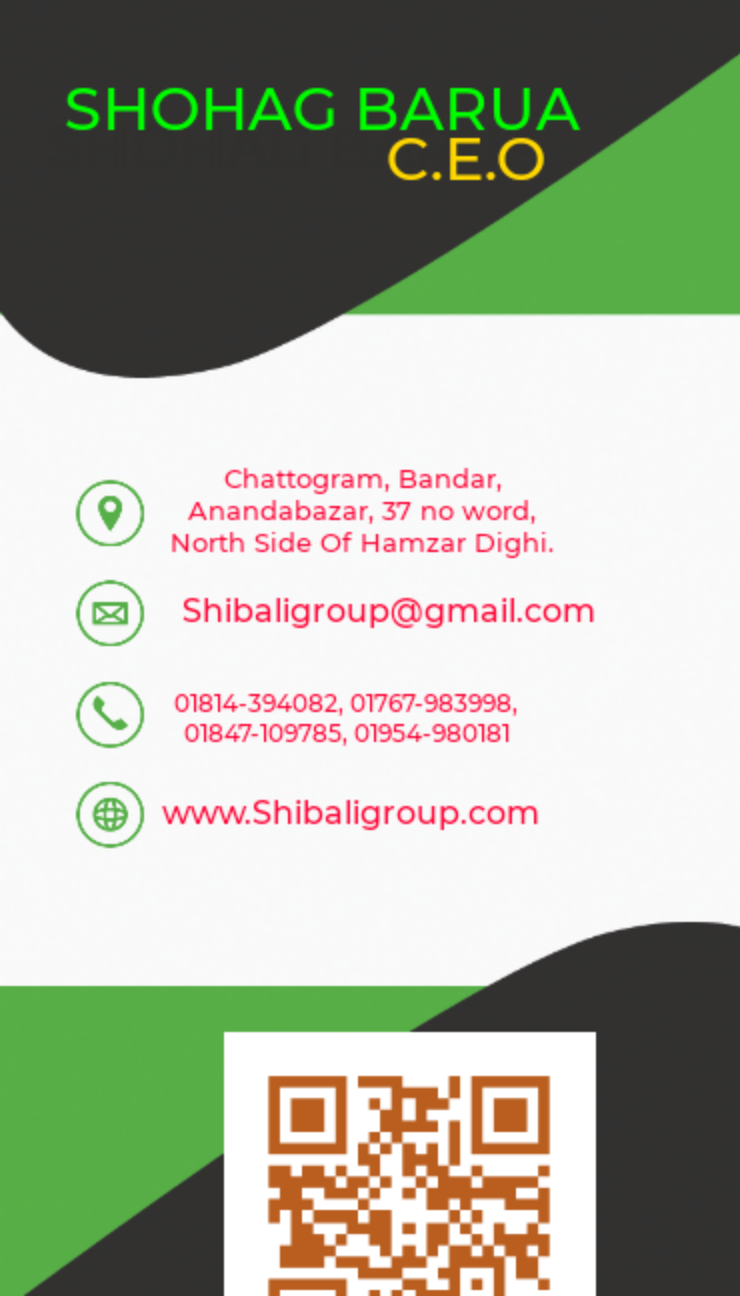 SHOHAG BARUA
C.E.O
Chattogram, Bandar,
Anandabazar, 37 no word,
North Side Of Hamzar Dighi.
Shibaligroup@gmail.com
01814-394082, 01767-983998,
01847-109785, 01954-980181
www.Shibaligroup.com